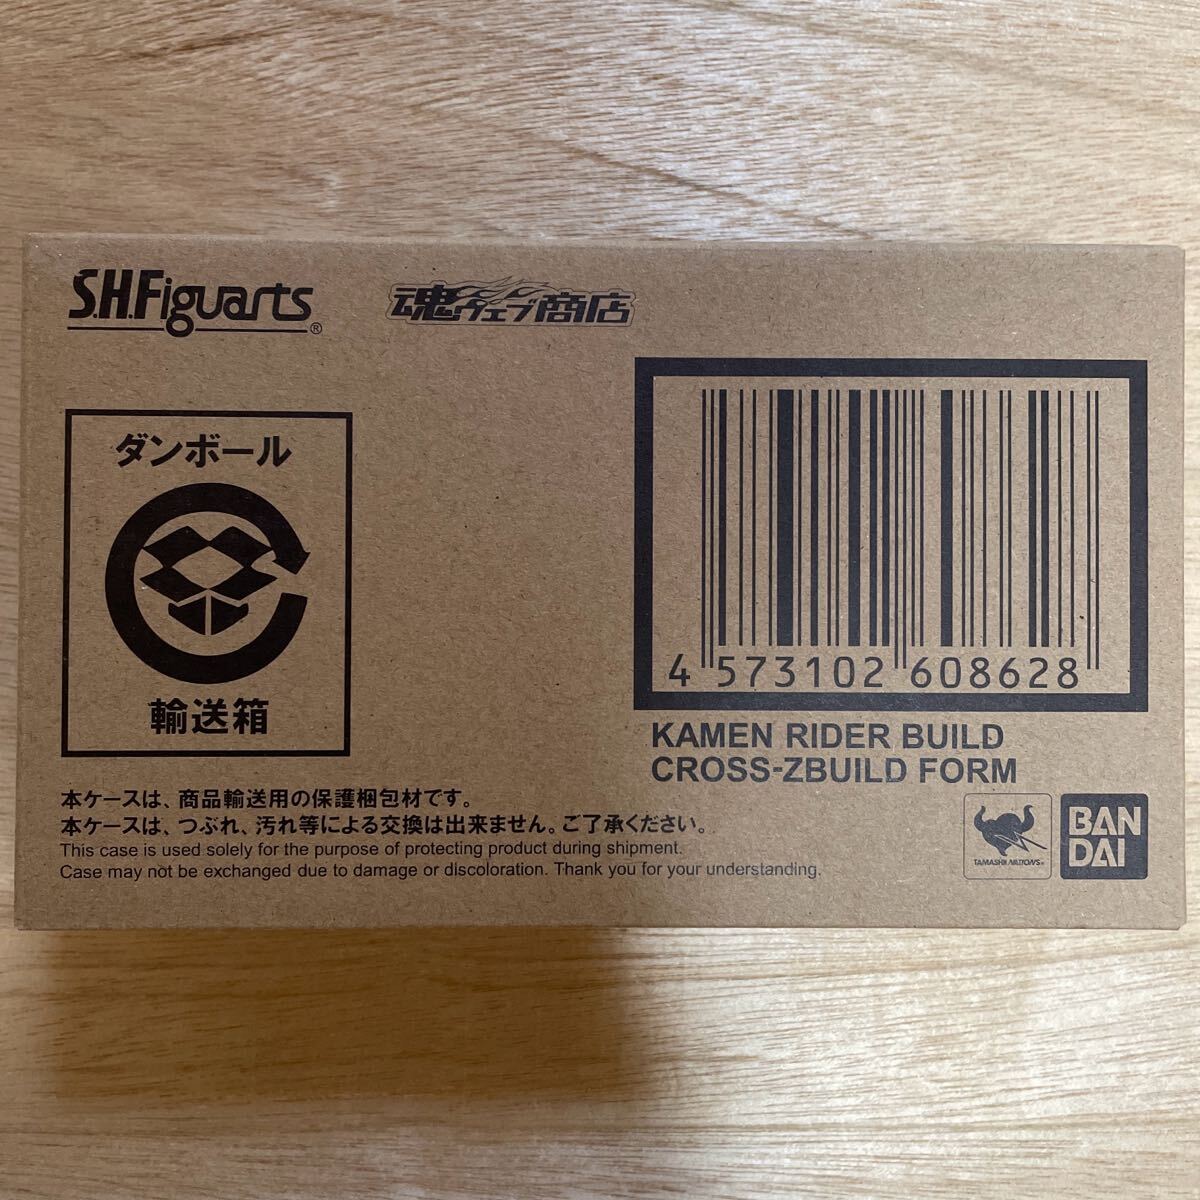 S.H.Figuarts®
魂ウェブ商店
ダンボール
輸送箱
4 573102 608628
KAMEN RIDER BUILD
CROSS-ZBUILD FORM
本ケースは、商品輸送用の保護梱包材です。
本ケースは、つぶれ、汚れ等による交換は出来ません。ご了承ください。
This case is used solely for the purpose of protecting product during shipment.
Case may not be exchanged due to damage or discoloration. Thank you for your understanding.
TAMASHII NATIONS®
BAN
DAI